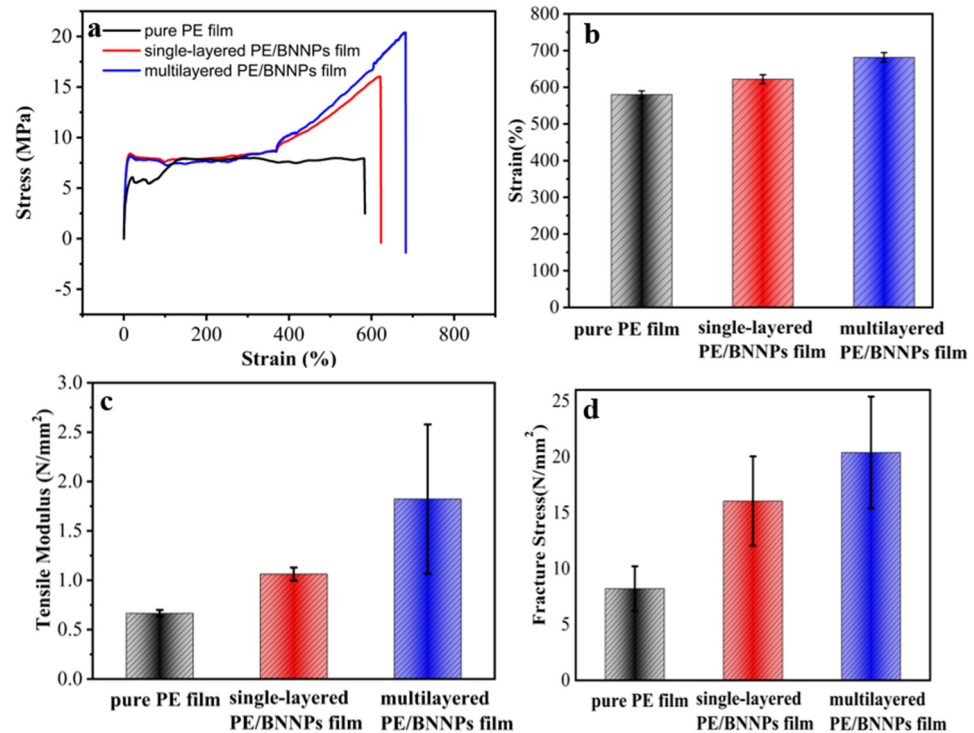 a
pure PE film
single-layered PE/BNNPs film
multilayered PE/BNNPs film
Stress (MPa)
20
15
10
5
0
-5
0
200
400
600
800
Strain (%)
b
Strain(%)
800
700
600
500
400
300
200
100
0
pure PE film
single-layered
PE/BNNPs film
multilayered
PE/BNNPs film
c
Tensile Modulus (N/mm²)
3.0
2.5
2.0
1.5
1.0
0.5
0.0
pure PE film
single-layered
PE/BNNPs film
multilayered
PE/BNNPs film
d
Fracture Stress(N/mm²)
25
20
15
10
5
0
pure PE film
single-layered
PE/BNNPs film
multilayered
PE/BNNPs film